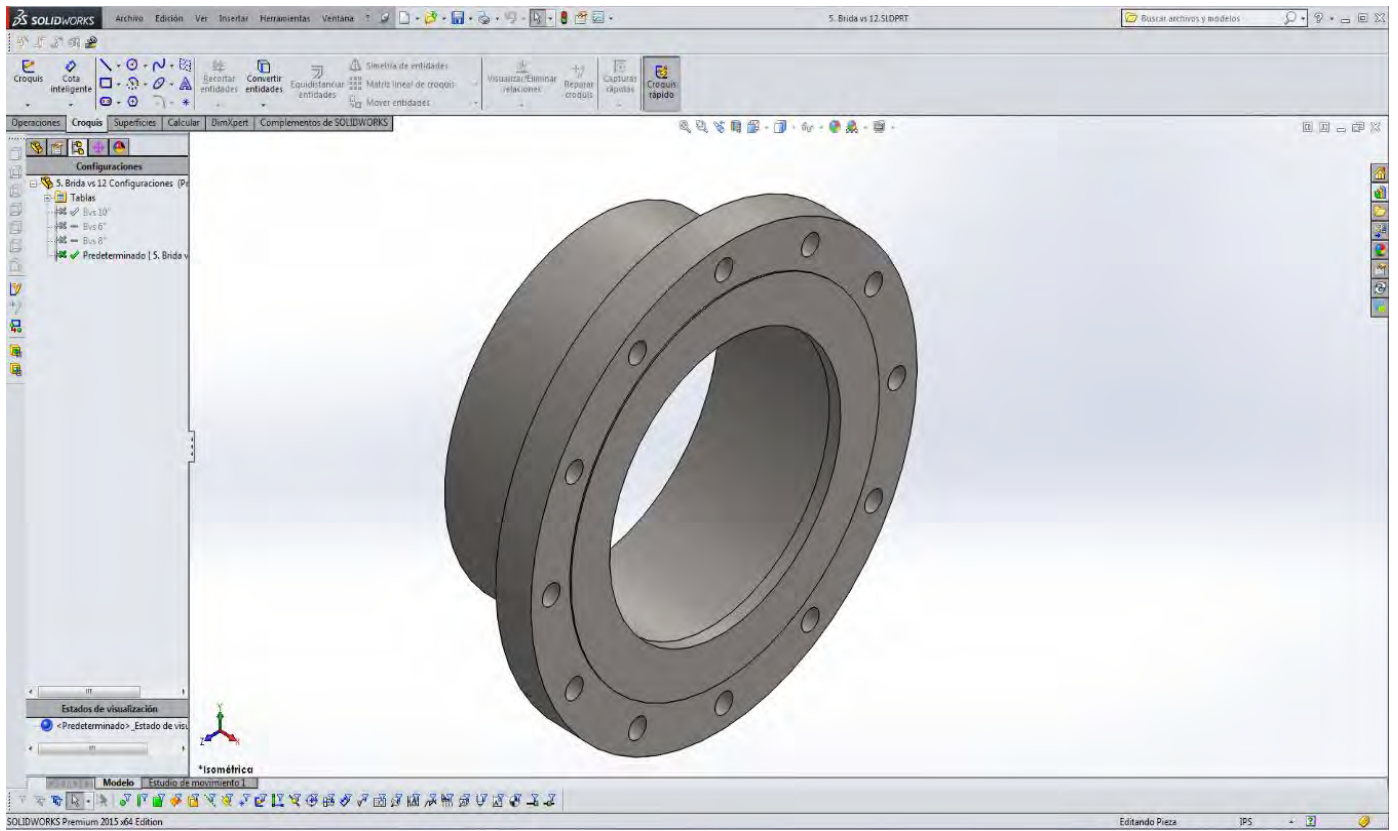 SOLIDWORKS Archivo Edición Ver Insertar Herramientas Ventana ? 5. Brida vs 12.SLDPRT Buscar archivos y modelos
Croquis Cota inteligente Recortar entidades Convertir entidades Equidistanciar entidades Simetría de entidades Visualizar/Eliminar relaciones Reparar croquis Capturas rápidas Croquis rápido
Matriz lineal de croquis
Mover entidades
Operaciones Croquis Superficies Calcular DimXpert Complementos de SOLIDWORKS
Configuraciones
5. Brida vs 12 Configuraciones (Pr
Tablas
Bvs 10"
Bvs 6"
Bvs 8"
Predeterminado [ 5. Brida v
Estados de visualización
<Predeterminado>_Estado de visu
Y
Z X
*Isométrica
Modelo Estudio de movimiento 1
SOLIDWORKS Premium 2015 x64 Edition Editando Pieza IPS